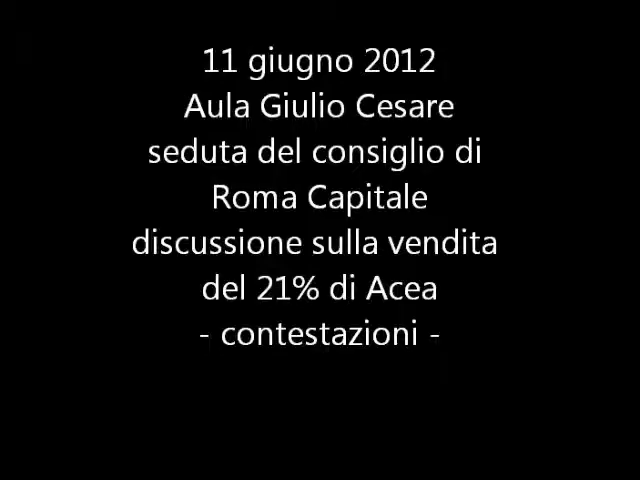 11 giugno 2012
Aula Giulio Cesare
seduta del consiglio di
Roma Capitale
discussione sulla vendita
del 21% di Acea
- contestazioni -